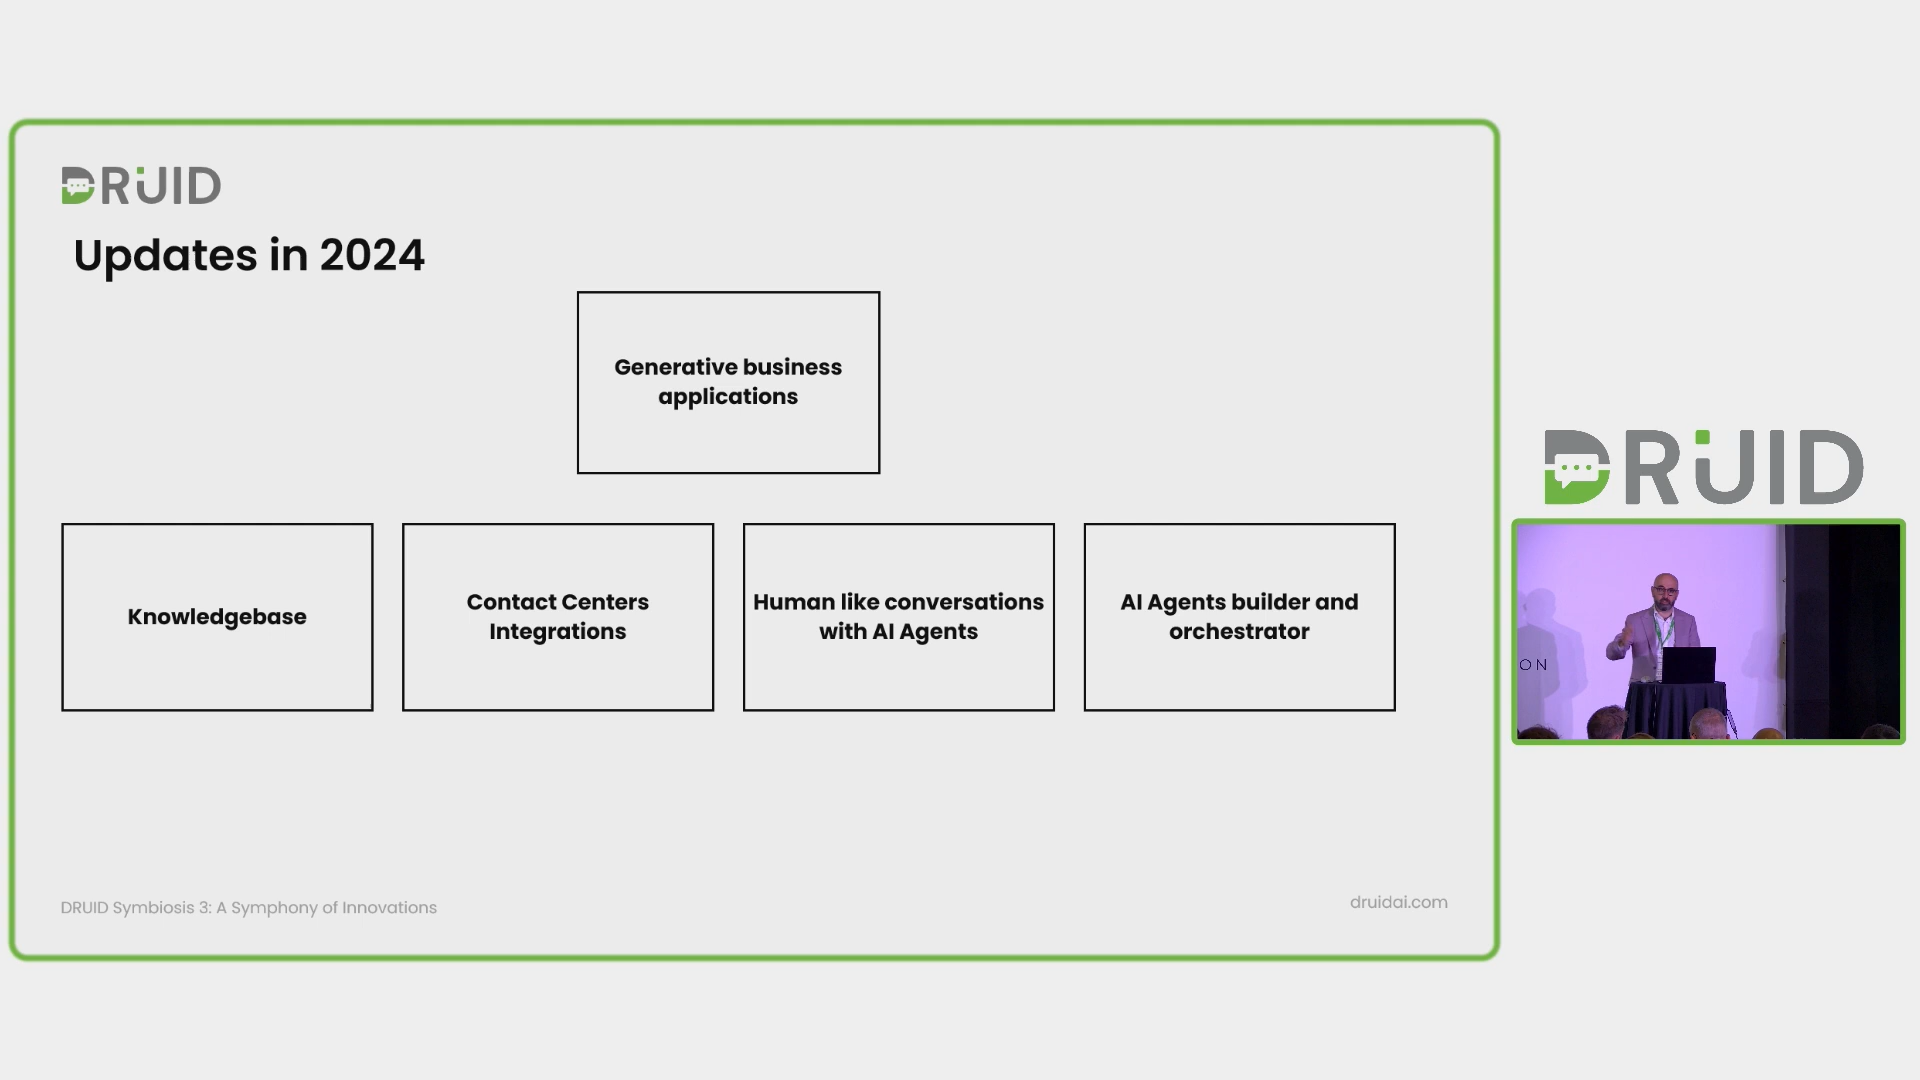 DRUID
Updates in 2024
Generative business
applications
Knowledgebase
Contact Centers
Integrations
Human like conversations
with AI Agents
AI Agents builder and
orchestrator
DRUID Symbiosis 3: A Symphony of Innovations
druidai.com
DRUID
ON